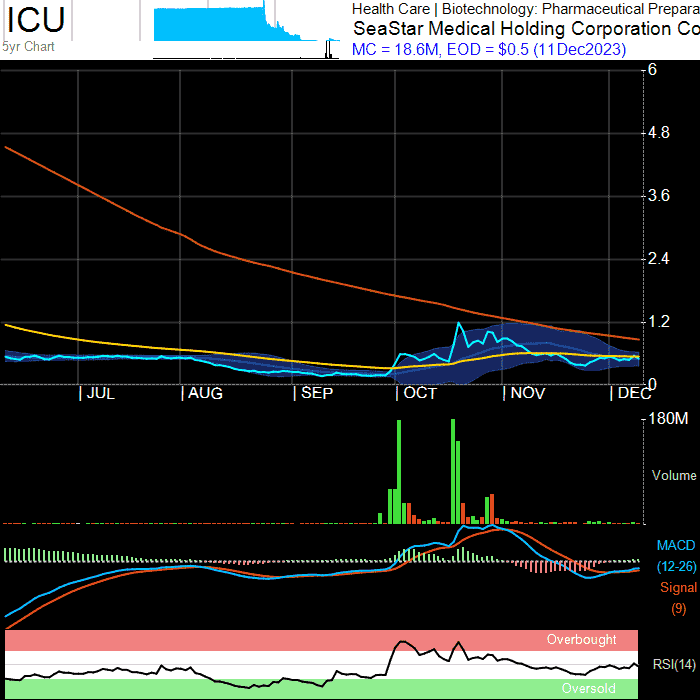 ICU
5yr Chart
Health Care | Biotechnology: Pharmaceutical Prepara
SeaStar Medical Holding Corporation Co
MC = 18.6M, EOD = $0.5 (11Dec2023)
6
4.8
3.6
2.4
1.2
0
| JUL | AUG | SEP | OCT | NOV | DEC
180M
Volume
MACD
(12-26)
Signal
(9)
Overbought
RSI(14)
Oversold